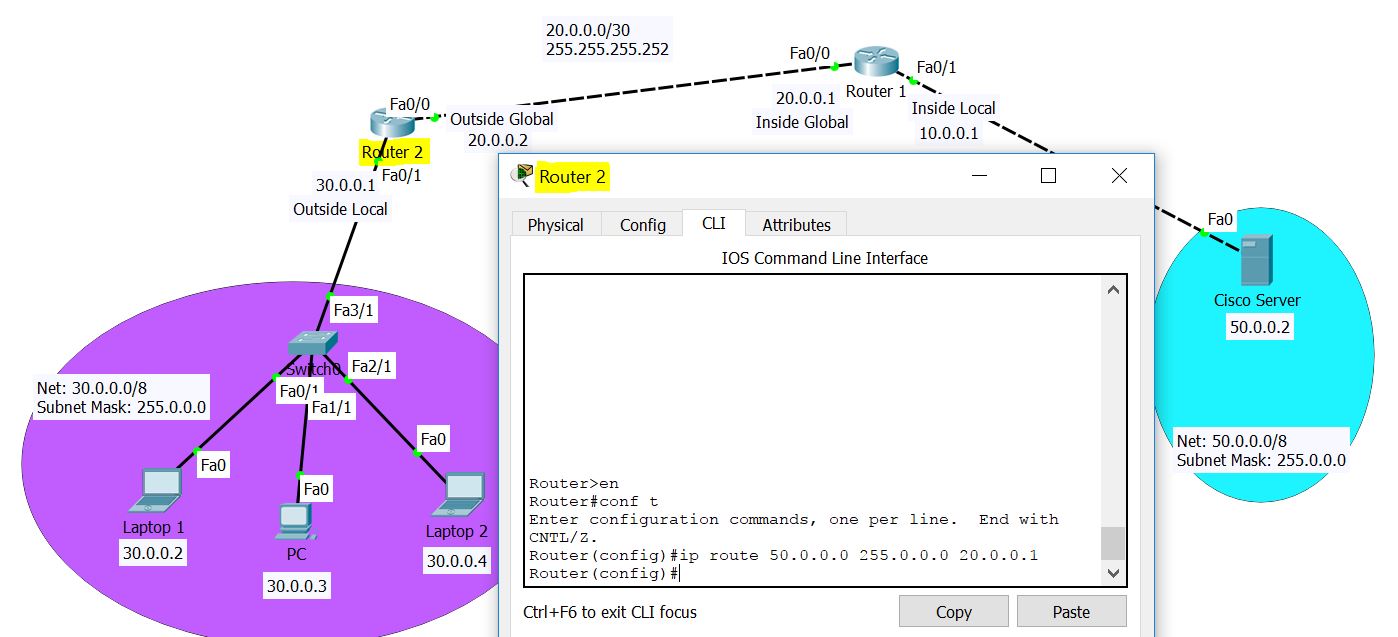 20.0.0.0/30
255.255.255.252
Fa0/0
Fa0/1
Router 1
20.0.0.1
Inside Global
Inside Local
10.0.0.1
Fa0/0
Outside Global
20.0.0.2
Router 2
Fa0/1
30.0.0.1
Outside Local
Fa3/1
Switch0
Fa2/1
Fa0/1
Fa1/1
Net: 30.0.0.0/8
Subnet Mask: 255.0.0.0
Fa0
Fa0
Fa0
Laptop 1
30.0.0.2
PC
30.0.0.3
Laptop 2
30.0.0.4
Router 2
Physical
Config
CLI
Attributes
IOS Command Line Interface
Router>en
Router#conf t
Enter configuration commands, one per line.  End with
CNTL/Z.
Router(config)#ip route 50.0.0.0 255.0.0.0 20.0.0.1
Router(config)#
Ctrl+F6 to exit CLI focus
Copy
Paste
Fa0
Cisco Server
50.0.0.2
Net: 50.0.0.0/8
Subnet Mask: 255.0.0.0